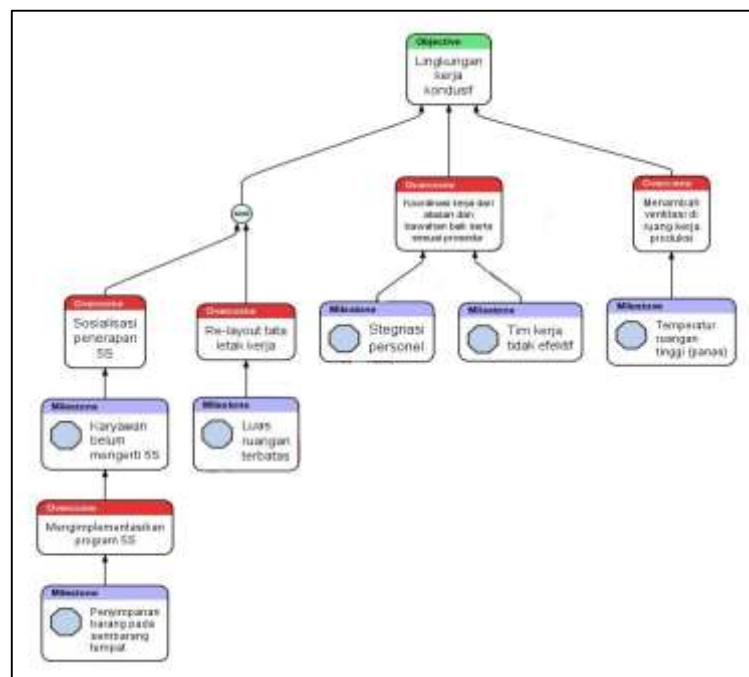 Objective
Lingkungan
kerja
kondusif
AND
Overcome
Koordinasi kerja dari
atasan dan
bawahan baik serta
sesuai prosedur
Overcome
Menambah
ventilasi di
ruang kerja
produksi
Overcome
Sosialisasi
penerapan
5S
Overcome
Re-layout tata
letak kerja
Milestone
Stegnasi
personel
Milestone
Tim kerja
tidak efektif
Milestone
Temperatur
ruangan
tinggi (panas)
Milestone
Karyawan
belum
mengerti 5S
Milestone
Luas
ruangan
terbatas
Overcome
Mengimplementasikan
program 5S
Milestone
Penyimpanan
barang pada
sembarang
tempat